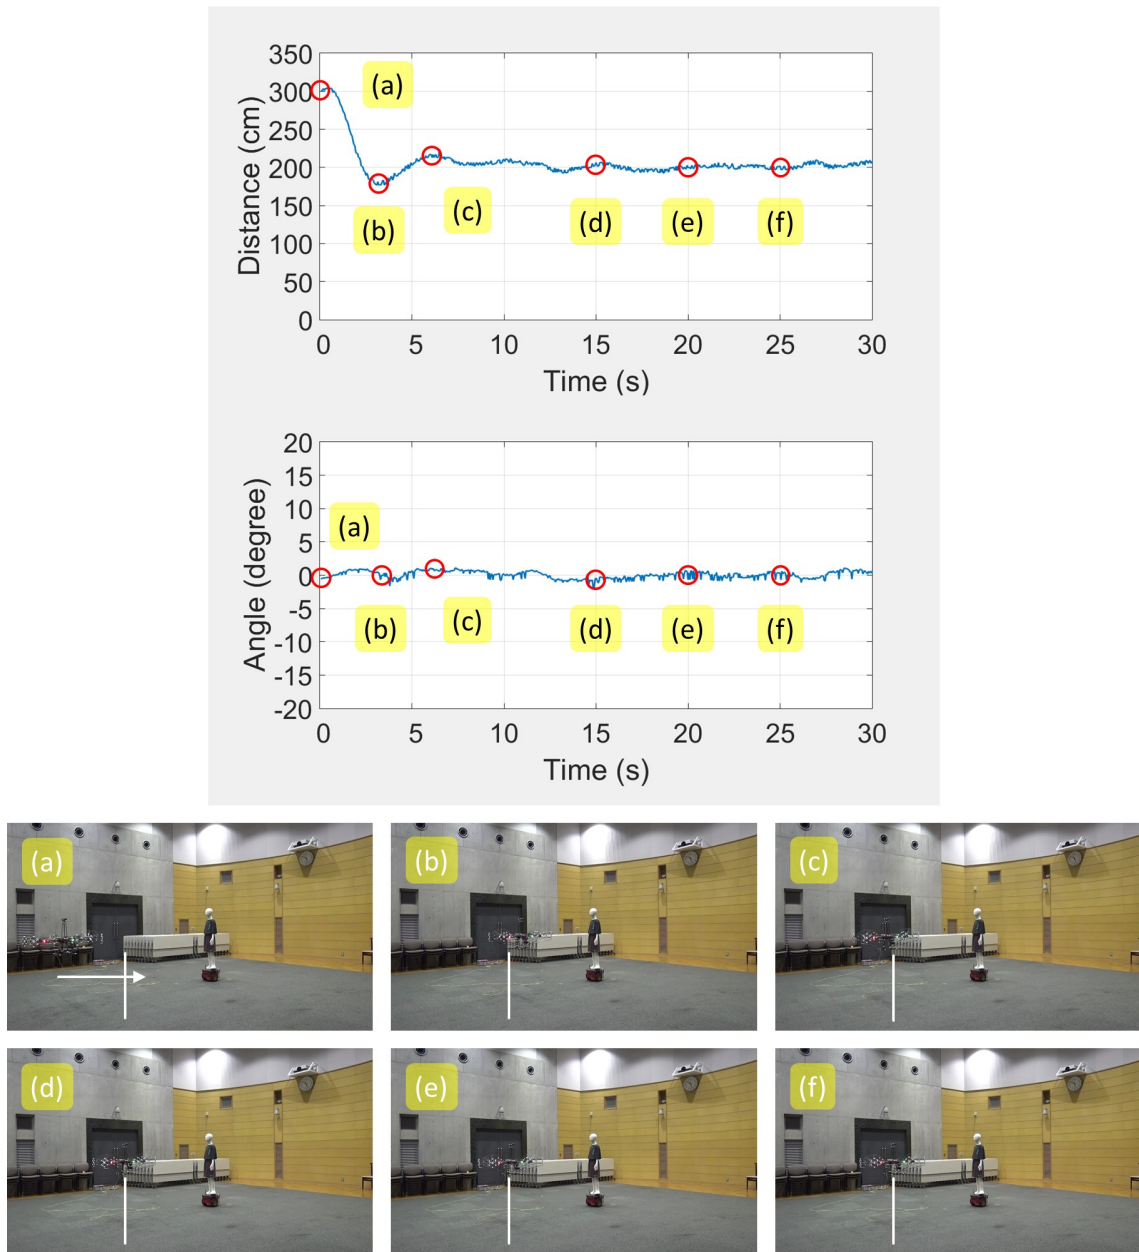 350
300
250
200
150
100
50
0
Distance (cm)
(a)
(b)
(c)
(d)
(e)
(f)
0 5 10 15 20 25 30
Time (s)
20
15
10
5
0
-5
-10
-15
-20
Angle (degree)
(a)
(b)
(c)
(d)
(e)
(f)
0 5 10 15 20 25 30
Time (s)
(a)
(b)
(c)
(d)
(e)
(f)